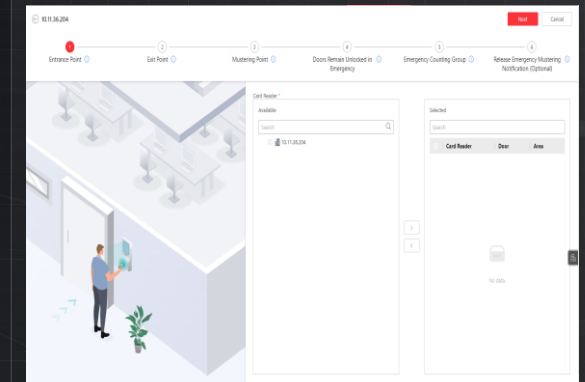 10.11.36.204
Next
Cancel
1
2
3
4
5
6
Entrance Point
Exit Point
Mustering Point
Doors Remain Unlocked in
Emergency
Emergency Counting Group
Release Emergency Mustering
Notification (Optional)
Card Reader *
Available
Selected
Search
Search
10.11.36.204
Card Reader
Door
Area
No data.